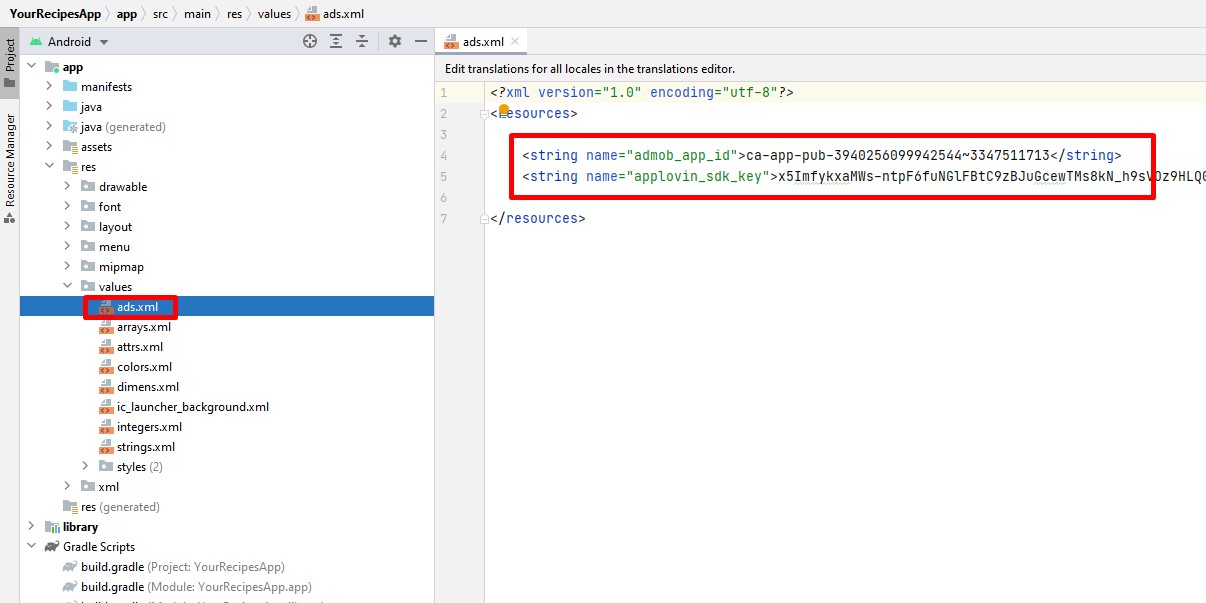 YourRecipesApp app src main res values ads.xml
Project
Resource Manager
Android
app
manifests
java
java (generated)
assets
res
drawable
font
layout
menu
mipmap
values
ads.xml
arrays.xml
attrs.xml
colors.xml
dimens.xml
ic_launcher_background.xml
integers.xml
strings.xml
styles (2)
xml
res (generated)
library
Gradle Scripts
build.gradle (Project: YourRecipesApp)
build.gradle (Module: YourRecipesApp.app)
ads.xml
Edit translations for all locales in the translations editor.
1 <?xml version="1.0" encoding="utf-8"?>
2 <resources>
3
4 <string name="admob_app_id">ca-app-pub-3940256099942544~3347511713</string>
5 <string name="applovin_sdk_key">x5ImfykxaMWs-ntpF6fuNGlFBtC9zBJuGcewTMs8kN_h9sVOz9HLQ0
6
7 </resources>